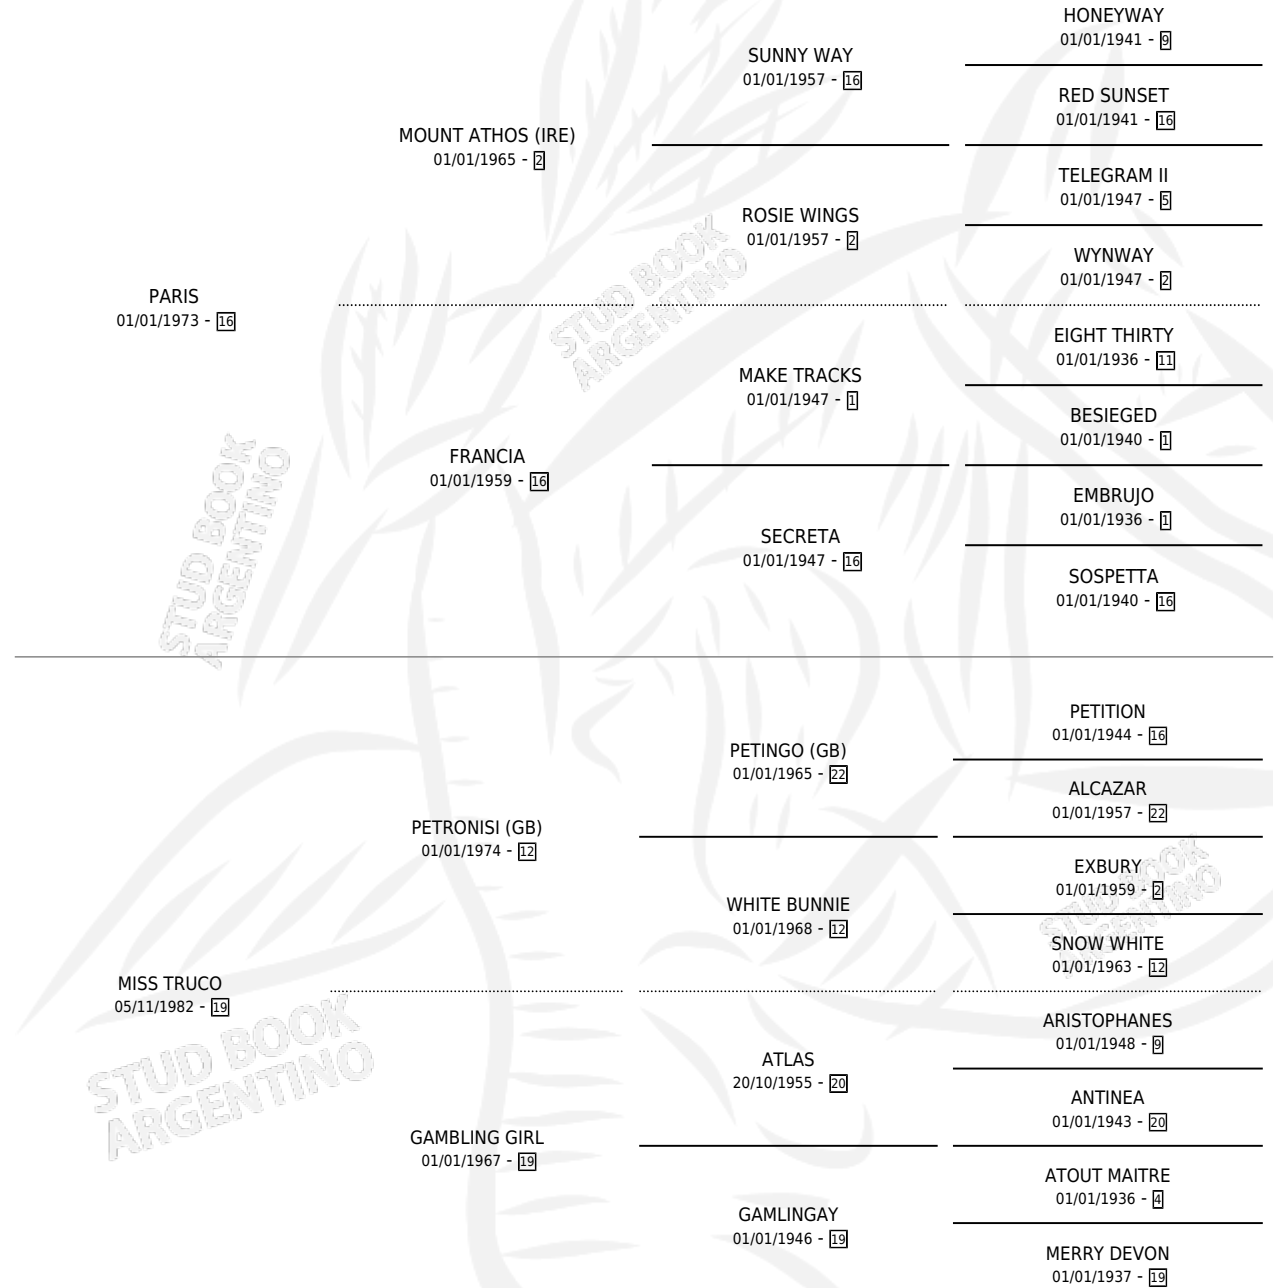 HONEYWAY
01/01/1941 - 9
SUNNY WAY
01/01/1957 - 16
RED SUNSET
01/01/1941 - 16
MOUNT ATHOS (IRE)
01/01/1965 - 2
TELEGRAM II
01/01/1947 - 5
ROSIE WINGS
01/01/1957 - 2
WYNWAY
01/01/1947 - 2
PARIS
01/01/1973 - 16
EIGHT THIRTY
01/01/1936 - 11
MAKE TRACKS
01/01/1947 - 1
BESIEGED
01/01/1940 - 1
FRANCIA
01/01/1959 - 16
EMBRUJO
01/01/1936 - 1
SECRETA
01/01/1947 - 16
SOSPETTA
01/01/1940 - 16
STUD BOOK
ARGENTINO
STUD BOOK
ARGENTINO
PETITION
01/01/1944 - 16
PETINGO (GB)
01/01/1965 - 22
ALCAZAR
01/01/1957 - 22
PETRONISI (GB)
01/01/1974 - 12
EXBURY
01/01/1959 - 2
WHITE BUNNIE
01/01/1968 - 12
SNOW WHITE
01/01/1963 - 12
MISS TRUCO
05/11/1982 - 19
ARISTOPHANES
01/01/1948 - 9
ATLAS
20/10/1955 - 20
ANTINEA
01/01/1943 - 20
GAMBLING GIRL
01/01/1967 - 19
ATOUT MAITRE
01/01/1936 - 4
GAMLINGAY
01/01/1946 - 19
MERRY DEVON
01/01/1937 - 19
STUD BOOK
ARGENTINO
STUD BOOK
ARGENTINO